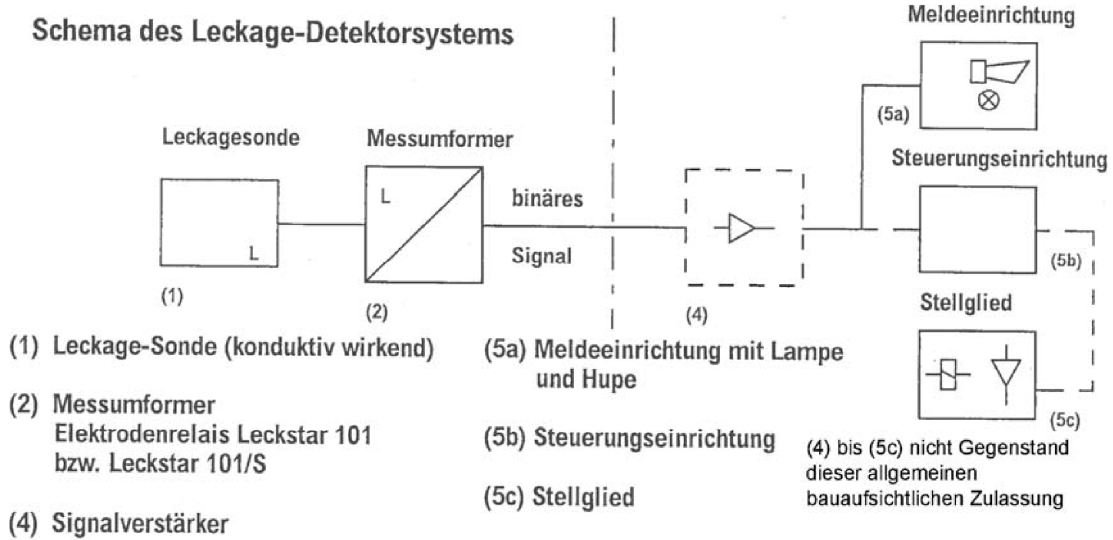 Schema des Leckage-Detektorsystems
Meldeeinrichtung
(5a)
Leckagesonde
Messumformer
Steuerungseinrichtung
L
L
binäres
Signal
(1)
(2)
(4)
(5b)
Stellglied
(5c)
(1) Leckage-Sonde (konduktiv wirkend)
(2) Messumformer
Elektrodenrelais Leckstar 101
bzw. Leckstar 101/S
(4) Signalverstärker
(5a) Meldeeinrichtung mit Lampe
und Hupe
(5b) Steuerungseinrichtung
(5c) Stellglied
(4) bis (5c) nicht Gegenstand
dieser allgemeinen
bauaufsichtlichen Zulassung